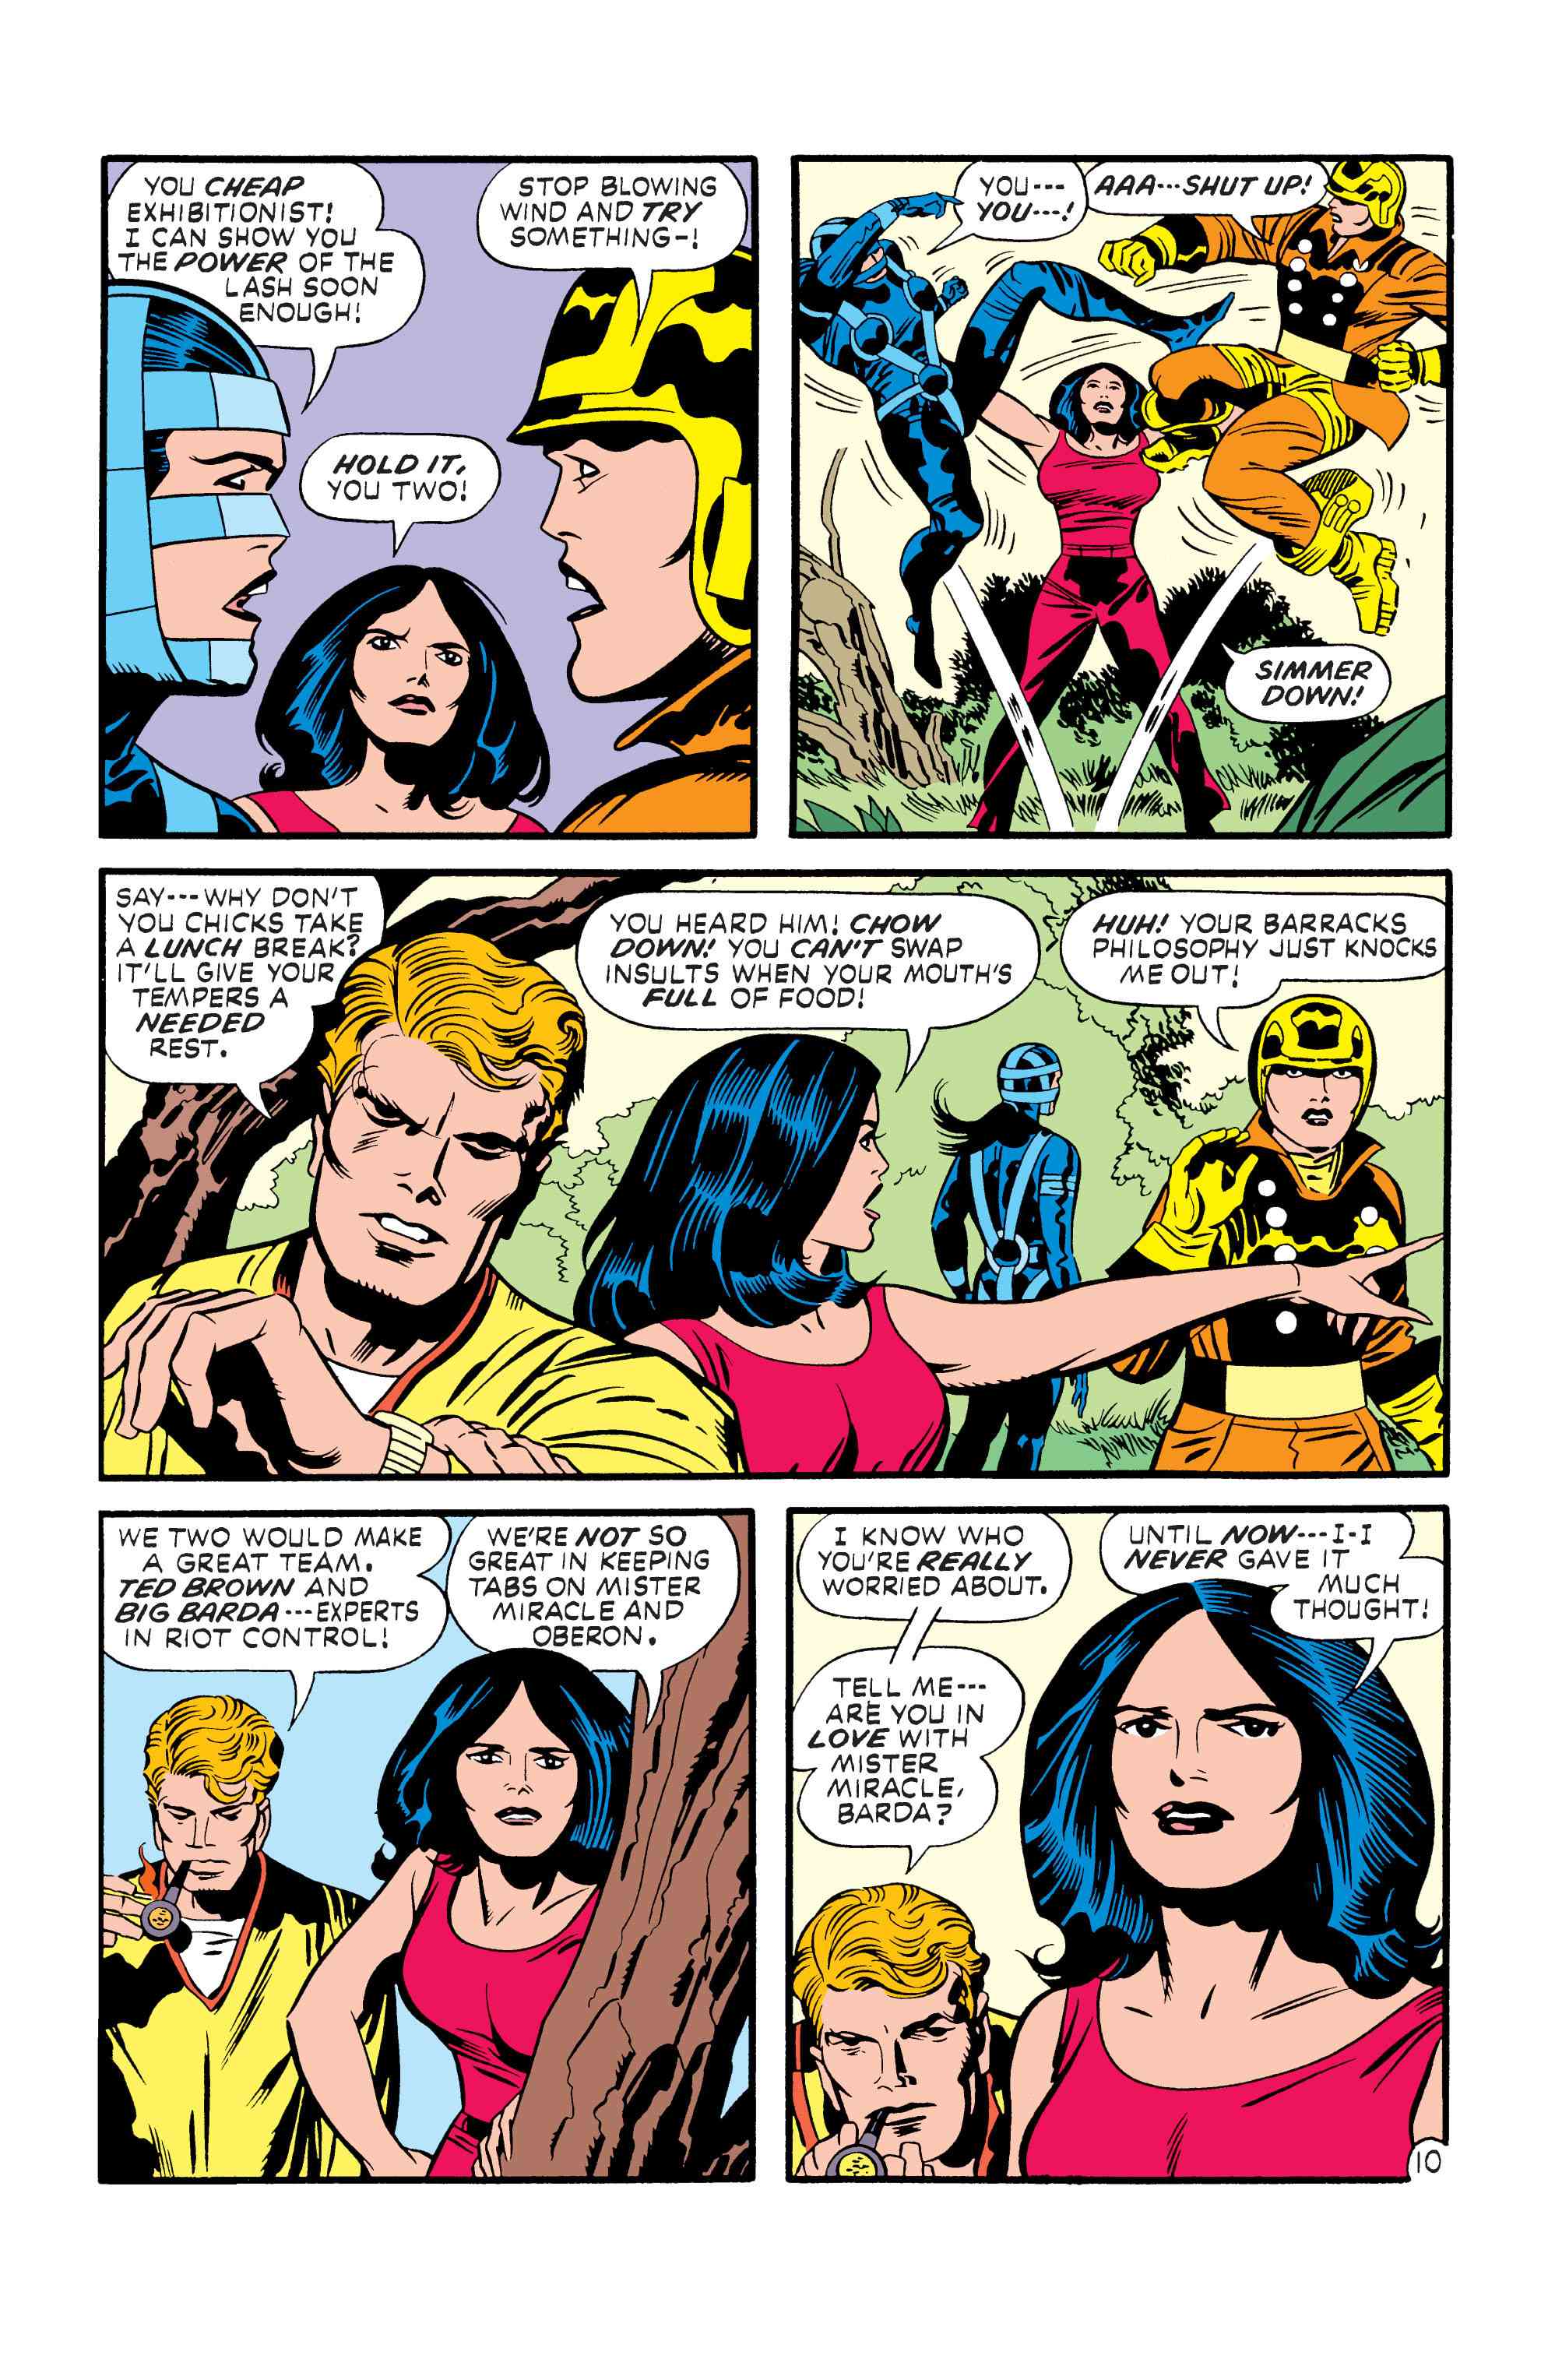 YOU CHEAP
EXHIBITIONIST!
I CAN SHOW YOU
THE POWER OF THE
LASH SOON
ENOUGH!
STOP BLOWING
WIND AND TRY
SOMETHING-!
HOLD IT,
YOU TWO!
YOU---
YOU---!
AAA---SHUT UP!
SIMMER
DOWN!
SAY---WHY DON'T
YOU CHICKS TAKE
A LUNCH BREAK?
IT'LL GIVE YOUR
TEMPERS A
NEEDED
REST.
YOU HEARD HIM! CHOW
DOWN! YOU CAN'T SWAP
INSULTS WHEN YOUR MOUTH'S
FULL OF FOOD!
HUH! YOUR BARRACKS
PHILOSOPHY JUST KNOCKS
ME OUT!
WE TWO WOULD MAKE
A GREAT TEAM.
TED BROWN AND
BIG BARDA---EXPERTS
IN RIOT CONTROL!
WE'RE NOT SO
GREAT IN KEEPING
TABS ON MISTER
MIRACLE AND
OBERON.
I KNOW WHO
YOU'RE REALLY
WORRIED ABOUT.
TELL ME---
ARE YOU IN
LOVE WITH
MISTER
MIRACLE,
BARDA?
UNTIL NOW---I-I
NEVER GAVE IT
MUCH
THOUGHT!
10